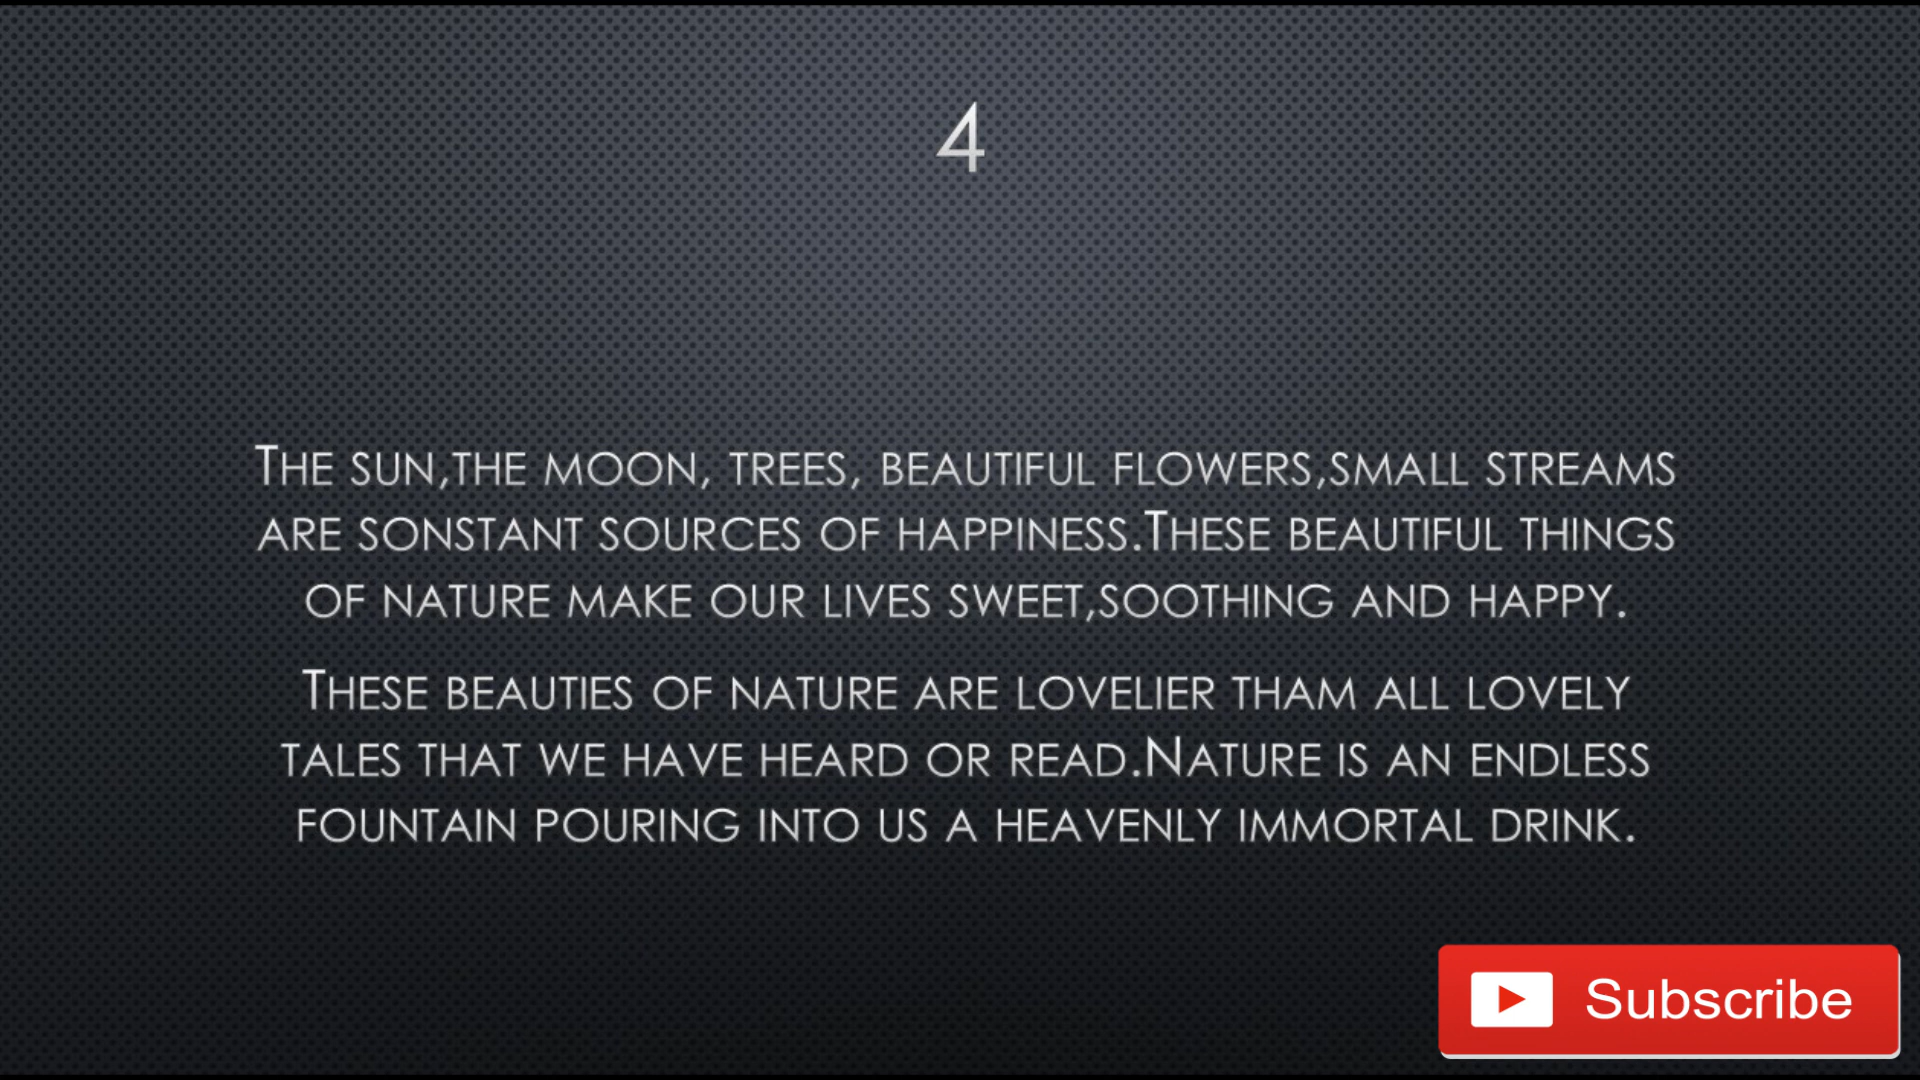 4
The sun,the moon, trees, beautiful flowers,small streams
are sonstant sources of happiness.These beautiful things
of nature make our lives sweet,soothing and happy.
These beauties of nature are lovelier tham all lovely
tales that we have heard or read.Nature is an endless
fountain pouring into us a heavenly immortal drink.
Subscribe